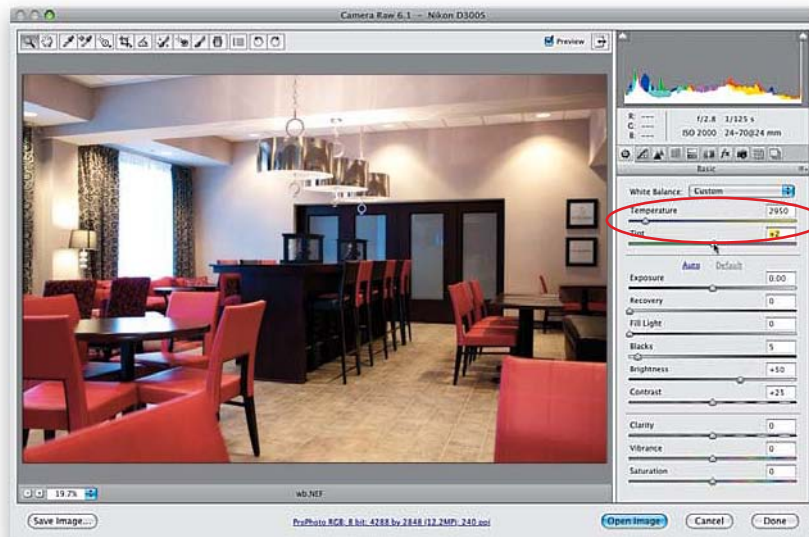 Camera Raw 6.1 – Nikon D300S
Preview
R: ---
G: ---
B: ---
f/2.8 1/125 s
ISO 2000 24–70@24 mm
Basic
White Balance: Custom
Temperature 2950
Tint +2
Auto Default
Exposure 0.00
Recovery 0
Fill Light 0
Blacks 5
Brightness +50
Contrast +25
Clarity 0
Vibrance 0
Saturation 0
19.7%
wb.NEF
Save Image...
ProPhoto RGB; 8 bit; 4288 by 2848 (12.2MP); 240 ppi
Open Image
Cancel
Done